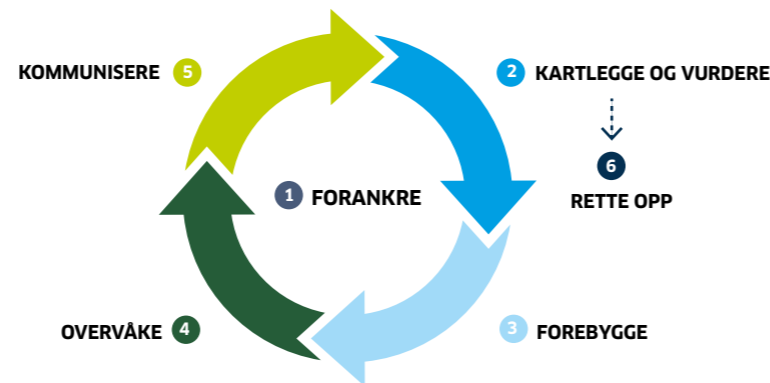 1 FORANKRE
2 KARTLEGGE OG VURDERE
3 FOREBYGGE
OVERVÅKE 4
KOMMUNISERE 5
6
RETTE OPP